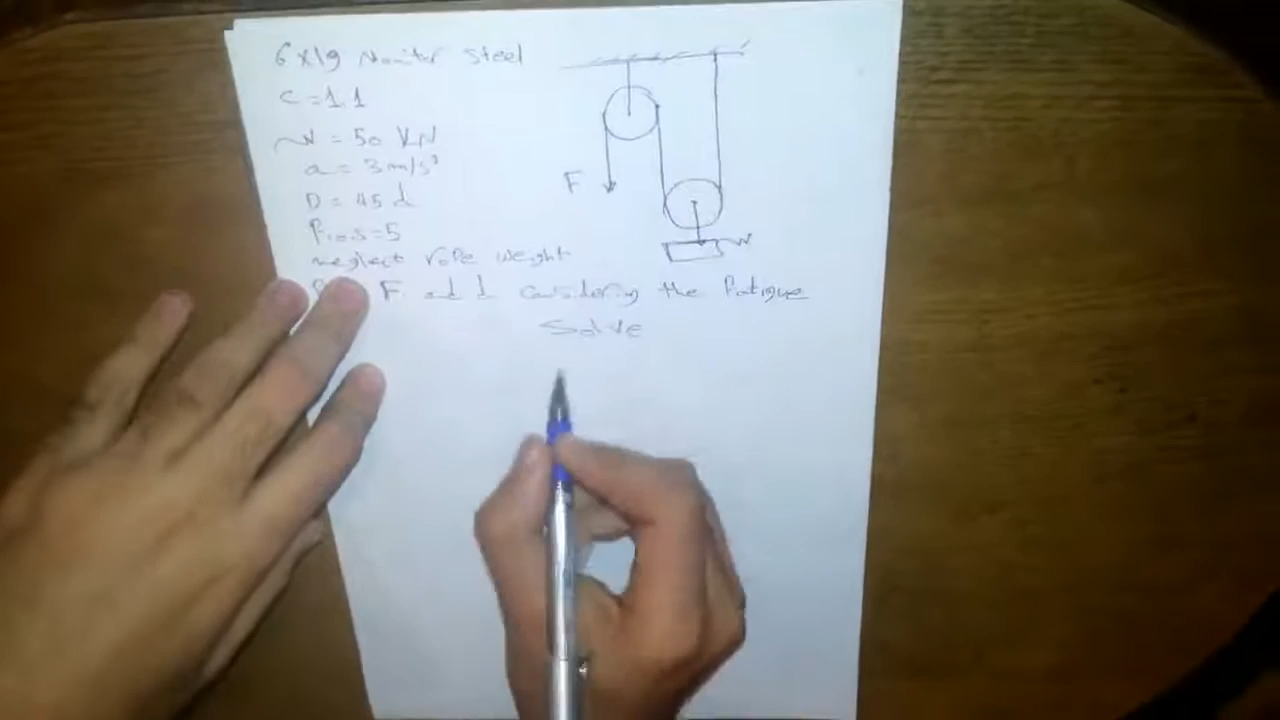 6x19 Monitor steel
C = 1.1
W = 50 KN
a = 3 m/s²
D = 45 d
F.o.s = 5
neglect rope weight
F and d considering the Fatigue
Solve
F
W